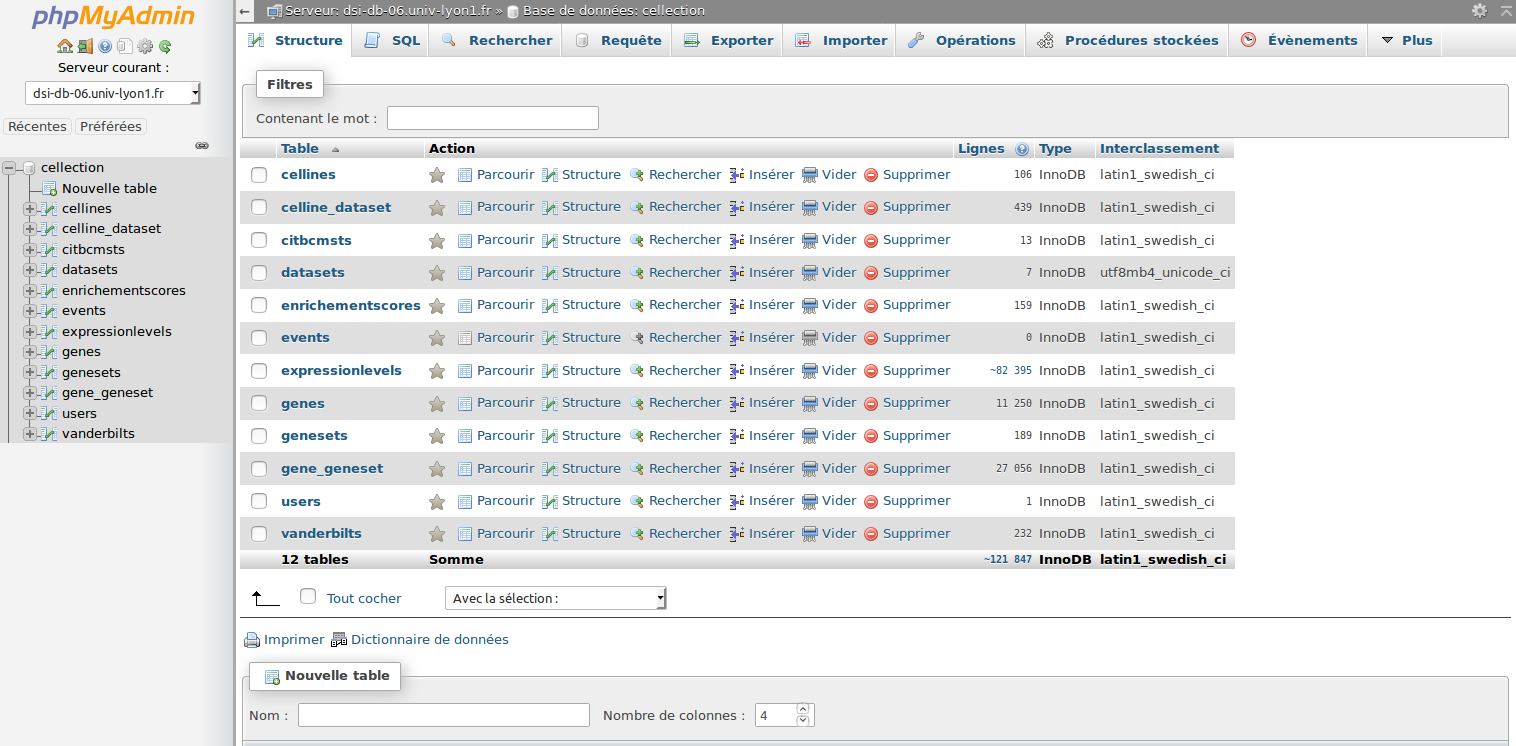 phpMyAdmin
Serveur courant :
dsi-db-06.univ-lyon1.fr
Récentes Préférées
cellection
Nouvelle table
cellines
celline_dataset
citbcmsts
datasets
enrichementscores
events
expressionlevels
genes
genesets
gene_geneset
users
vanderbilts
Serveur: dsi-db-06.univ-lyon1.fr » Base de données: cellection
Structure SQL Rechercher Requête Exporter Importer Opérations Procédures stockées Évènements Plus
Filtres
Contenant le mot :
Table Action Lignes Type Interclassement
cellines Parcourir Structure Rechercher Insérer Vider Supprimer 106 InnoDB latin1_swedish_ci
celline_dataset Parcourir Structure Rechercher Insérer Vider Supprimer 439 InnoDB latin1_swedish_ci
citbcmsts Parcourir Structure Rechercher Insérer Vider Supprimer 13 InnoDB latin1_swedish_ci
datasets Parcourir Structure Rechercher Insérer Vider Supprimer 7 InnoDB utf8mb4_unicode_ci
enrichementscores Parcourir Structure Rechercher Insérer Vider Supprimer 159 InnoDB latin1_swedish_ci
events Parcourir Structure Rechercher Insérer Vider Supprimer 0 InnoDB latin1_swedish_ci
expressionlevels Parcourir Structure Rechercher Insérer Vider Supprimer ~82 395 InnoDB latin1_swedish_ci
genes Parcourir Structure Rechercher Insérer Vider Supprimer 11 250 InnoDB latin1_swedish_ci
genesets Parcourir Structure Rechercher Insérer Vider Supprimer 189 InnoDB latin1_swedish_ci
gene_geneset Parcourir Structure Rechercher Insérer Vider Supprimer 27 056 InnoDB latin1_swedish_ci
users Parcourir Structure Rechercher Insérer Vider Supprimer 1 InnoDB latin1_swedish_ci
vanderbilts Parcourir Structure Rechercher Insérer Vider Supprimer 232 InnoDB latin1_swedish_ci
12 tables Somme ~121 847 InnoDB latin1_swedish_ci
Tout cocher Avec la sélection :
Imprimer Dictionnaire de données
Nouvelle table
Nom : Nombre de colonnes : 4